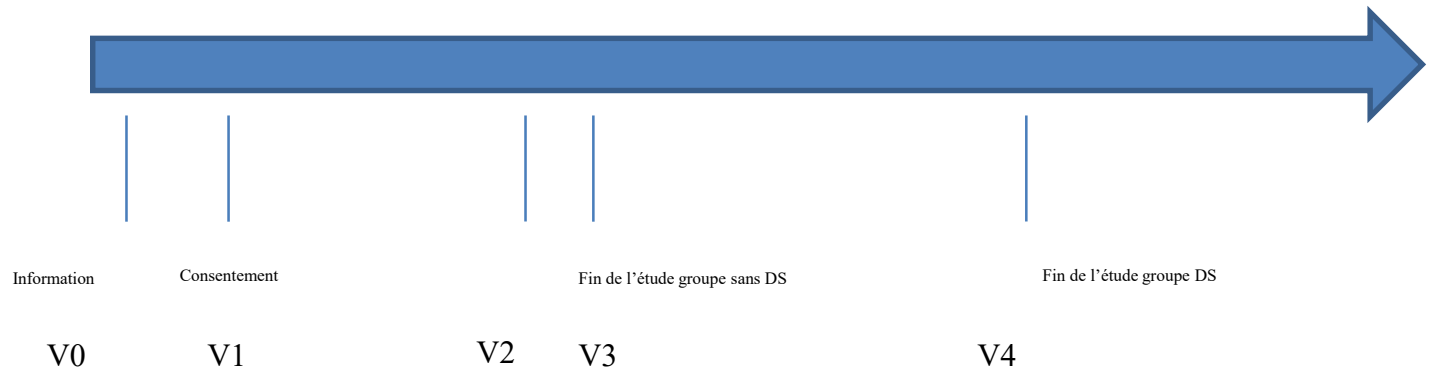 Information
Consentement
Fin de l’étude groupe sans DS
Fin de l’étude groupe DS
V0
V1
V2
V3
V4